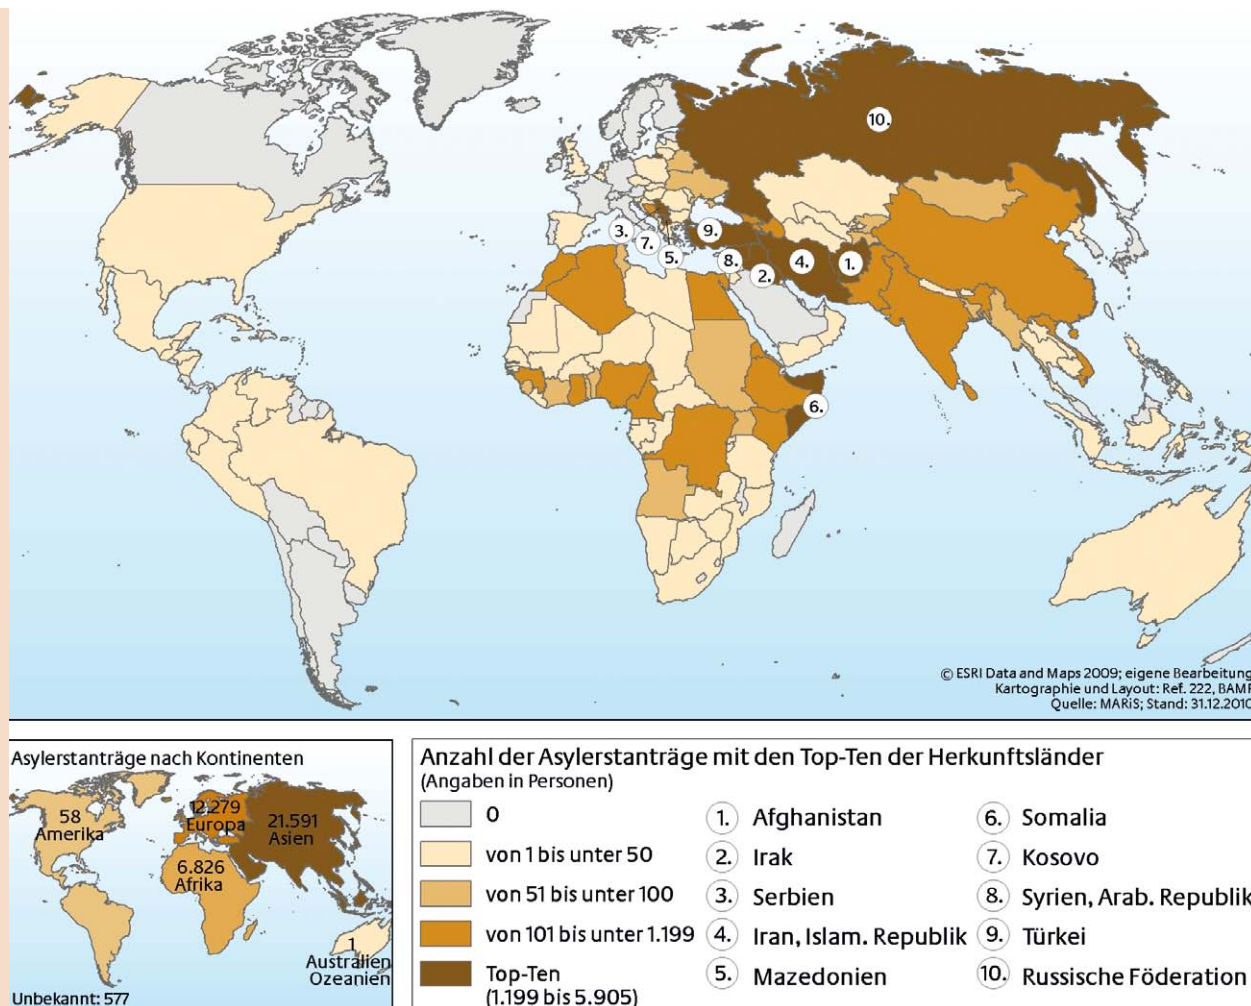 10.
3.
7.
5.
9.
8.
2.
4.
1.
6.
© ESRI Data and Maps 2009; eigene Bearbeitung
Kartographie und Layout: Ref. 222, BAMF
Quelle: MARiS; Stand: 31.12.2010
Asylerstanträge nach Kontinenten
58
Amerika
12.279
Europa
21.591
Asien
6.826
Afrika
1
Australien
Ozeanien
Unbekannt: 577
Anzahl der Asylerstanträge mit den Top-Ten der Herkunftsländer
(Angaben in Personen)
0
von 1 bis unter 50
von 51 bis unter 100
von 101 bis unter 1.199
Top-Ten
(1.199 bis 5.905)
1. Afghanistan
2. Irak
3. Serbien
4. Iran, Islam. Republik
5. Mazedonien
6. Somalia
7. Kosovo
8. Syrien, Arab. Republik
9. Türkei
10. Russische Föderation